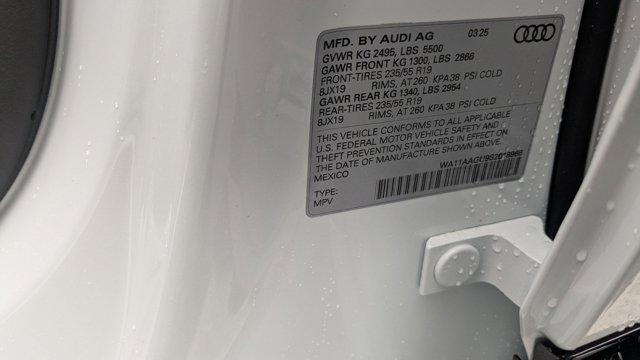 MFD. BY AUDI AG 03 25
GVWR KG 2495, LBS 5500
GAWR FRONT KG 1300, LBS 2866
FRONT-TIRES 235/55 R19
8JX19 RIMS, AT 260 KPA 38 PSI COLD
GAWR REAR KG 1340, LBS 2954
REAR-TIRES 235/55 R19
8JX19 RIMS, AT 260 KPA 38 PSI COLD
THIS VEHICLE CONFORMS TO ALL APPLICABLE
U.S. FEDERAL MOTOR VEHICLE SAFETY AND
THEFT PREVENTION STANDARDS IN EFFECT ON
THE DATE OF MANUFACTURE SHOWN ABOVE.
MEXICO
WA11AAGU9S2018968
TYPE:
MPV